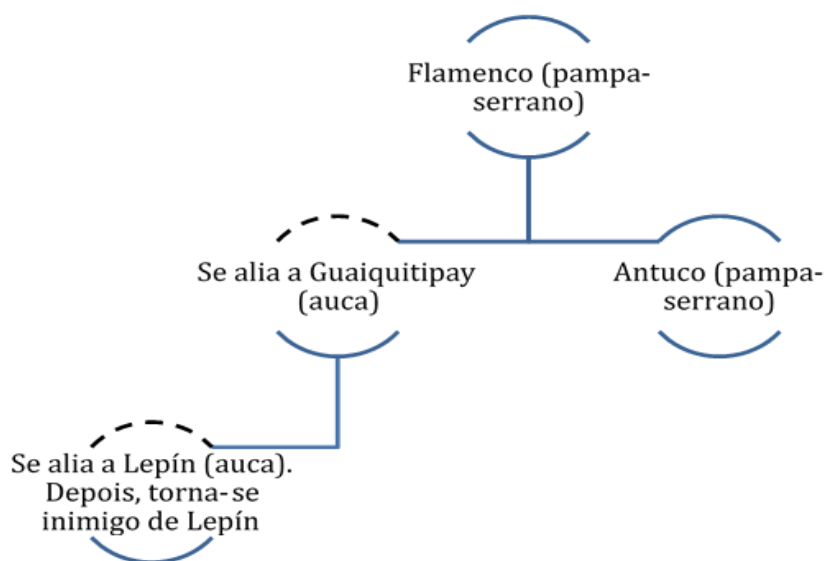 Flamenco (pampa-
serrano)
Se alia a Guaiquitipay
(auca)
Antuco (pampa-
serrano)
Se alia a Lepín (auca).
Depois, torna-se
inimigo de Lepín